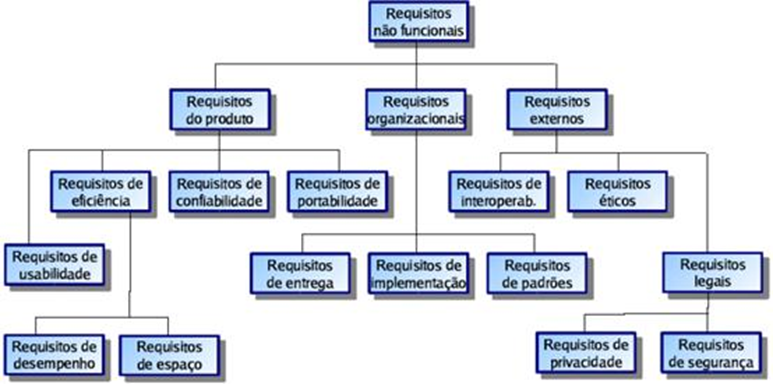 Requisitos
não funcionais
Requisitos
do produto
Requisitos
organizacionais
Requisitos
externos
Requisitos de
eficiência
Requisitos de
confiabilidade
Requisitos de
portabilidade
Requisitos de
interoperab.
Requisitos
éticos
Requisitos de
usabilidade
Requisitos
de entrega
Requisitos de
implementação
Requisitos
de padrões
Requisitos
legais
Requisitos de
desempenho
Requisitos
de espaço
Requisitos de
privacidade
Requisitos
de segurança